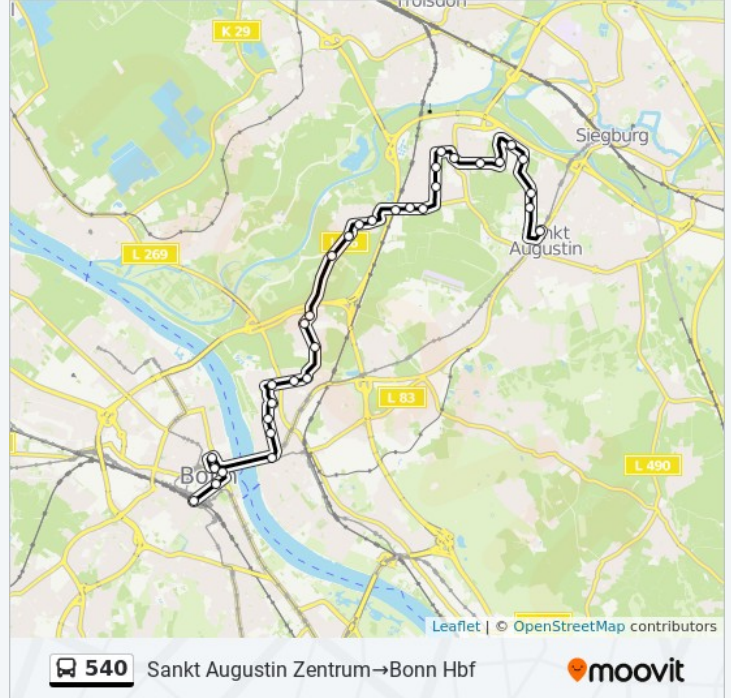 Troisdorf
K 29
Siegburg
Sankt
Augustin
L 269
L 83
Bonn
L 490
Leaflet | © OpenStreetMap contributors
540 Sankt Augustin Zentrum→Bonn Hbf
moovit